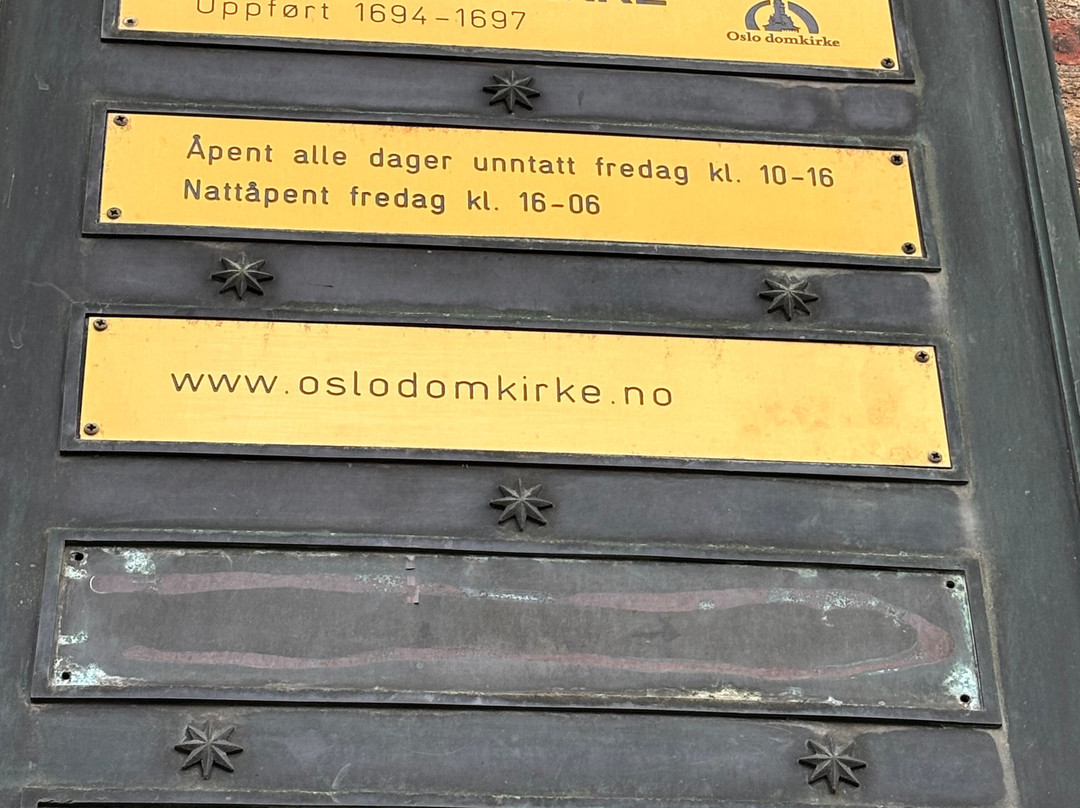 Uppført 1694-1697
Oslo domkirke
Åpent alle dager unntatt fredag kl. 10-16
Nattåpent fredag kl. 16-06
www.oslodomkirke.no